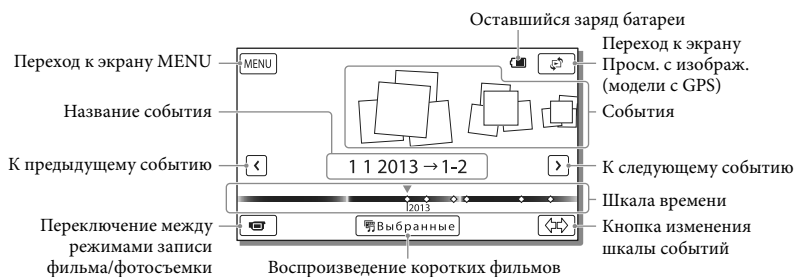 Оставшийся заряд батареи
Переход к экрану MENU
MENU
Переход к экрану
Просм. с изображ.
(модели с GPS)
Название события
События
К предыдущему событию
1 1 2013 →1-2
К следующему событию
Шкала времени
2013
Переключение между
режимами записи
фильма/фотосъемки
Выбранные
Кнопка изменения
шкалы событий
Воспроизведение коротких фильмов